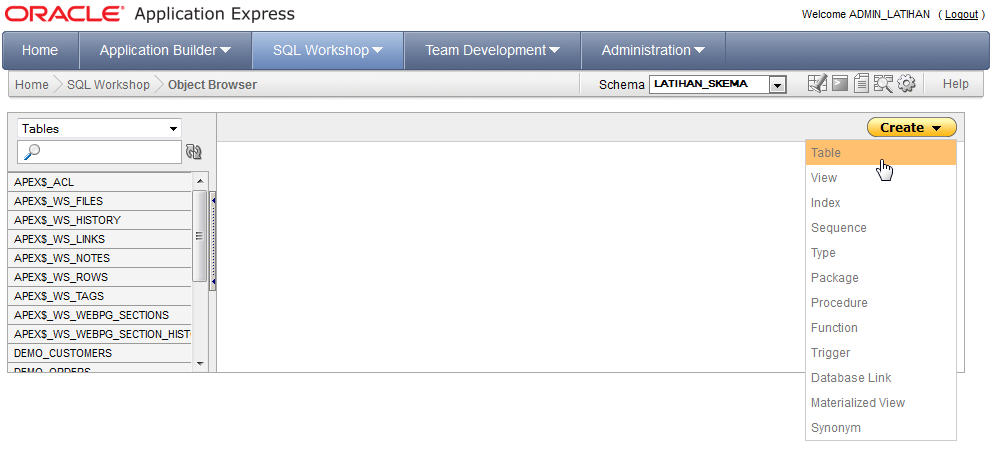 ORACLE Application Express
Welcome ADMIN_LATIHAN ( Logout )
Home Application Builder SQL Workshop Team Development Administration
Home SQL Workshop Object Browser Schema LATIHAN_SKEMA Help
Tables
Create
APEX$_ACL
APEX$_WS_FILES
APEX$_WS_HISTORY
APEX$_WS_LINKS
APEX$_WS_NOTES
APEX$_WS_ROWS
APEX$_WS_TAGS
APEX$_WS_WEBPG_SECTIONS
APEX$_WS_WEBPG_SECTION_HIST
DEMO_CUSTOMERS
DEMO_ORDERS
Table
View
Index
Sequence
Type
Package
Procedure
Function
Trigger
Database Link
Materialized View
Synonym